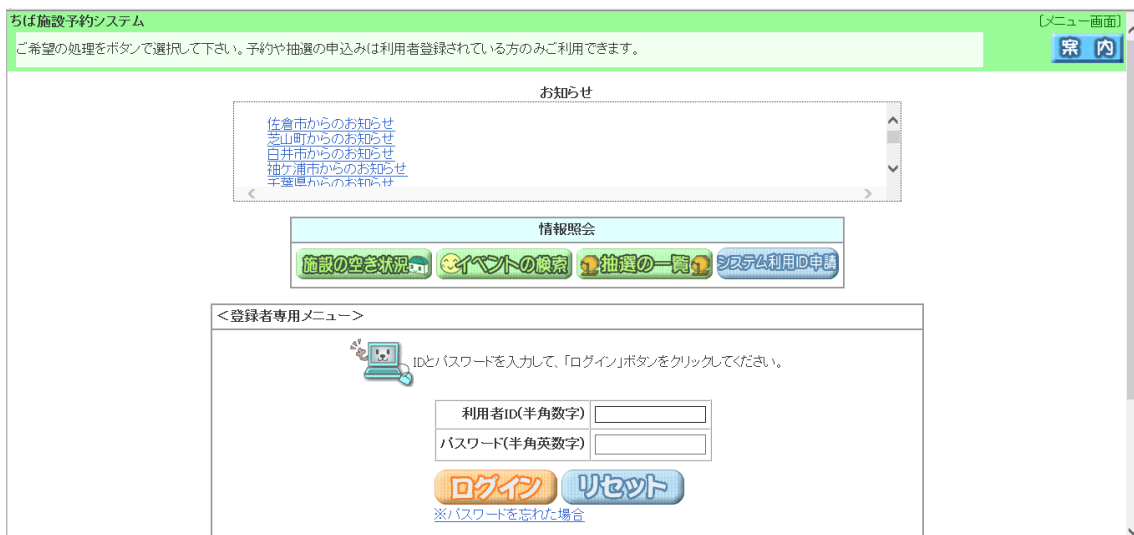 ちば施設予約システム
〔メニュー画面〕
ご希望の処理をボタンで選択して下さい。予約や抽選の申込みは利用者登録されている方のみご利用できます。
案 内
お知らせ
佐倉市からのお知らせ
芝山町からのお知らせ
白井市からのお知らせ
袖ケ浦市からのお知らせ
千葉県からのお知らせ
情報照会
施設の空き状況 イベントの検索 抽選の一覧 システム利用ID申請
＜登録者専用メニュー＞
IDとパスワードを入力して、「ログイン」ボタンをクリックしてください。
利用者ID(半角数字)
パスワード(半角英数字)
ログイン リセット
※パスワードを忘れた場合